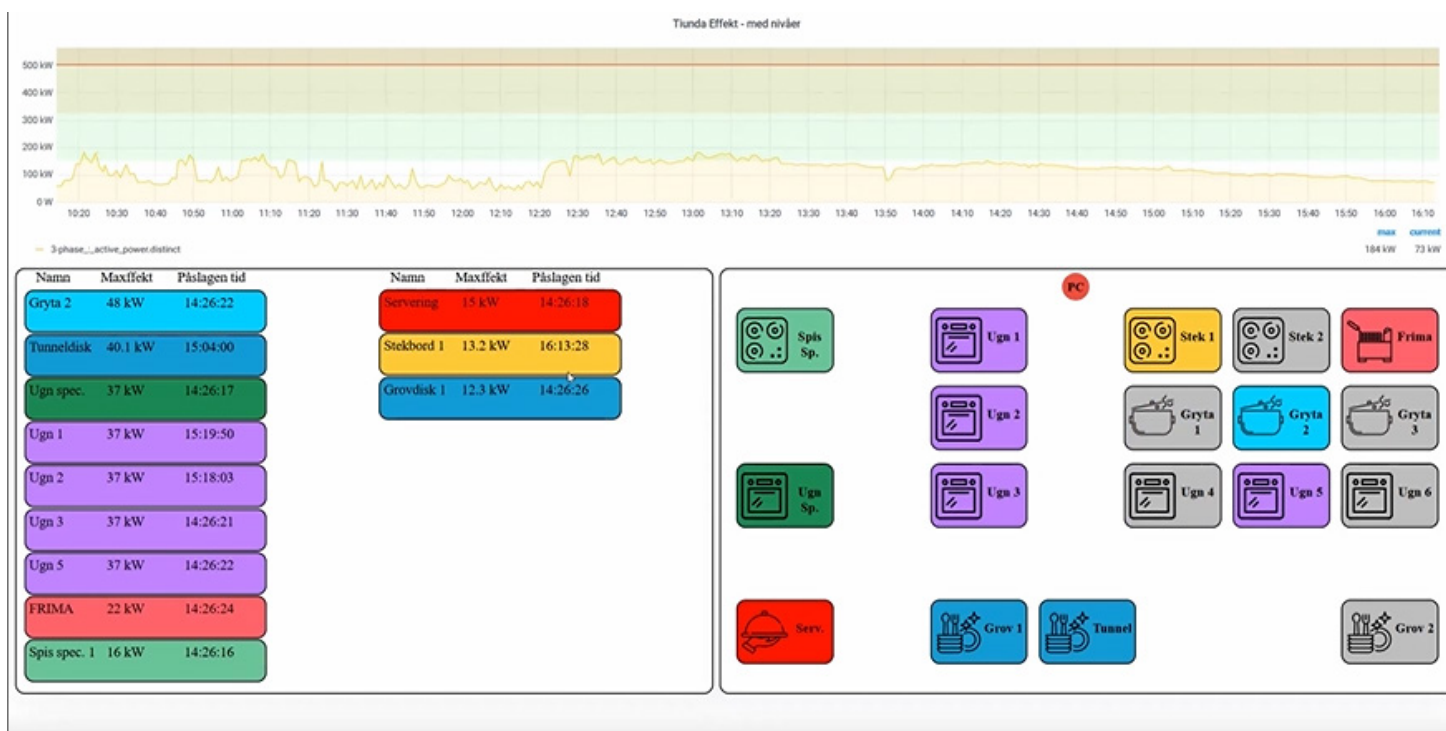 Tiunda Effekt - med nivåer
500 kW
400 kW
300 kW
200 kW
100 kW
0 W
10:20 10:30 10:40 10:50 11:00 11:10 11:20 11:30 11:40 11:50 12:00 12:10 12:20 12:30 12:40 12:50 13:00 13:10 13:20 13:30 13:40 13:50 14:00 14:10 14:20 14:30 14:40 14:50 15:00 15:10 15:20 15:30 15:40 15:50 16:00 16:10
max current
3-phase_:_active_power.distinct 184 kW 73 kW
Namn Maxffekt Påslagen tid
Gryta 2 48 kW 14:26:22
Tunneldisk 40.1 kW 15:04:00
Ugn spec. 37 kW 14:26:17
Ugn 1 37 kW 15:19:50
Ugn 2 37 kW 15:18:03
Ugn 3 37 kW 14:26:21
Ugn 5 37 kW 14:26:22
FRIMA 22 kW 14:26:24
Spis spec. 1 16 kW 14:26:16
Namn Maxffekt Påslagen tid
Servering 15 kW 14:26:18
Stekbord 1 13.2 kW 16:13:28
Grovdisk 1 12.3 kW 14:26:26
PC
Spis
Sp.
Ugn 1
Stek 1
Stek 2
Frima
Ugn 2
Gryta
1
Gryta
2
Gryta
3
Ugn
Sp.
Ugn 3
Ugn 4
Ugn 5
Ugn 6
Serv.
Grov 1
Tunnel
Grov 2